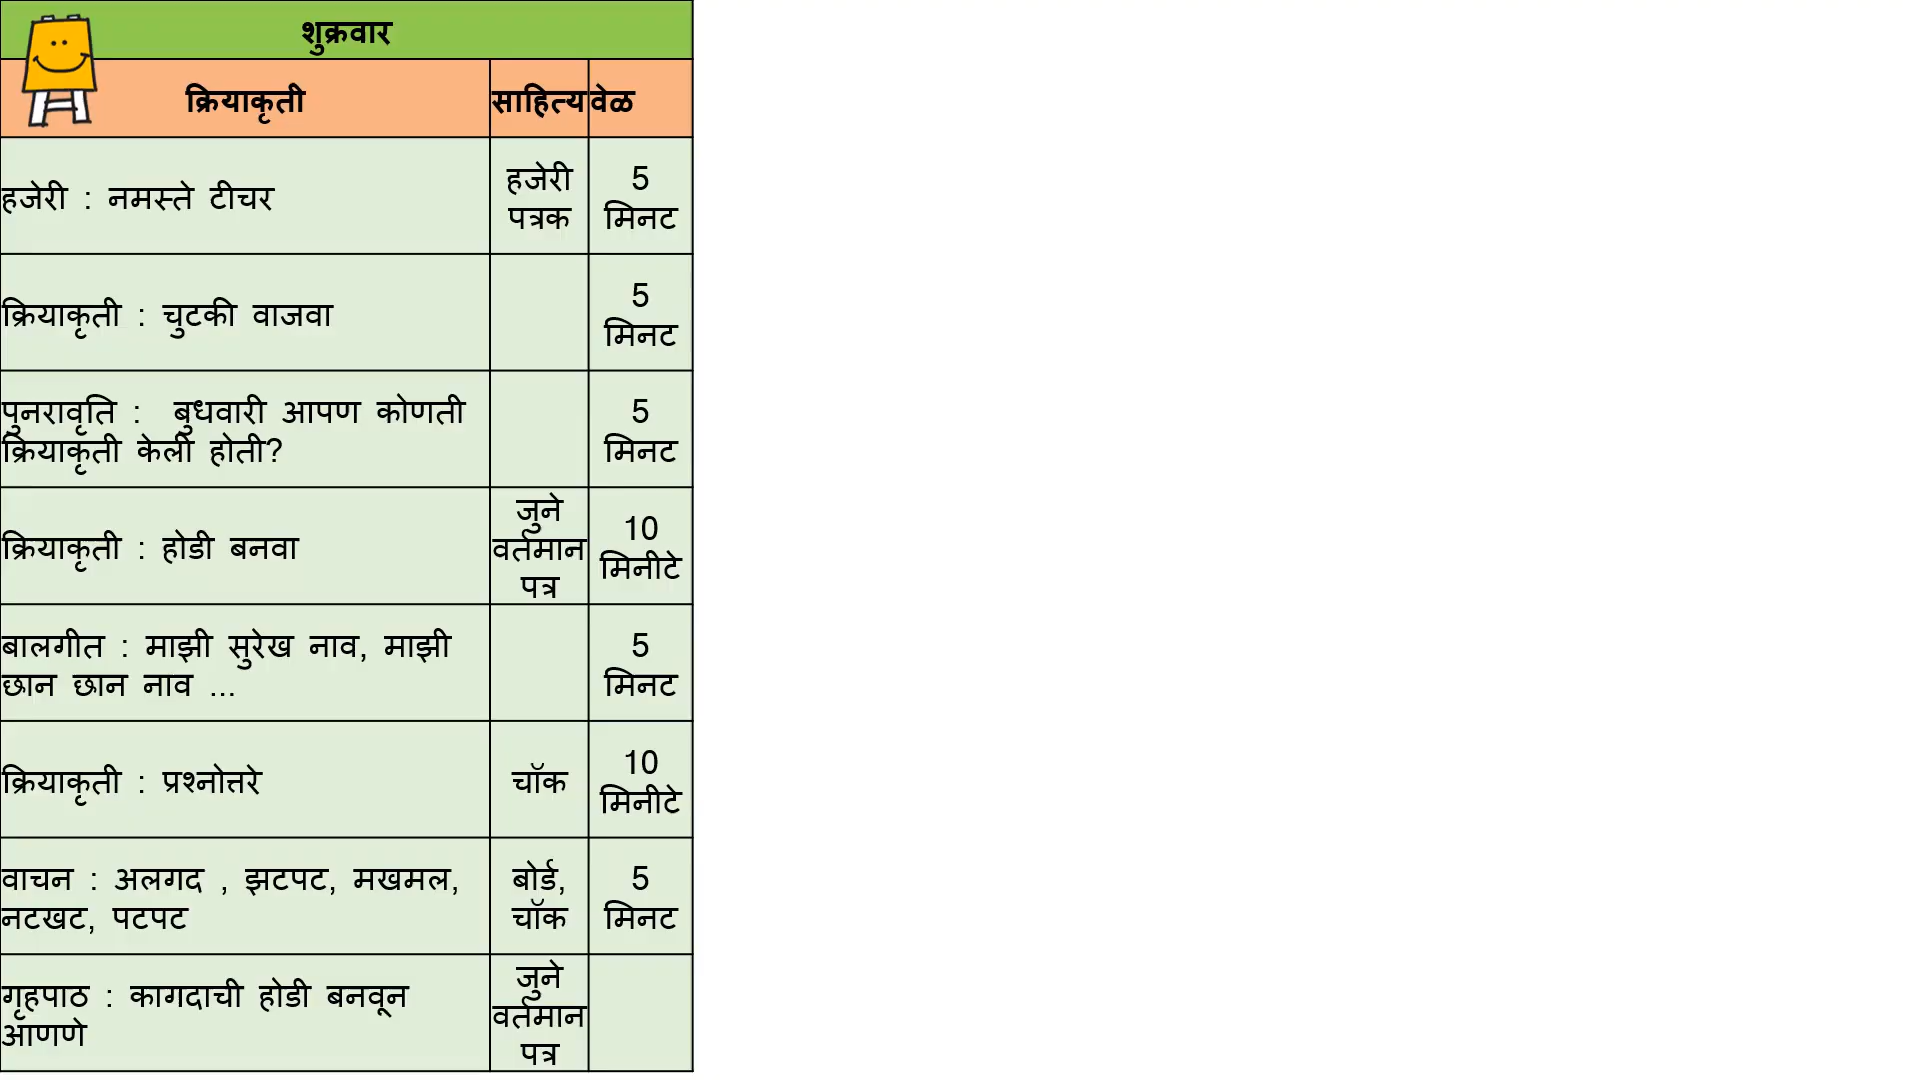 शुक्रवार
क्रियाकृती साहित्य वेळ
हजेरी : नमस्ते टीचर
हजेरी
पत्रक
5
मिनट
क्रियाकृती : चुटकी वाजवा
5
मिनट
पुनरावृति : बुधवारी आपण कोणती
क्रियाकृती केली होती?
5
मिनट
क्रियाकृती : होडी बनवा
जुने
वर्तमान
पत्र
10
मिनीटे
बालगीत : माझी सुरेख नाव, माझी
छान छान नाव ...
5
मिनट
क्रियाकृती : प्रश्नोत्तरे
चॉक
10
मिनीटे
वाचन : अलगद , झटपट, मखमल,
नटखट, पटपट
बोर्ड,
चॉक
5
मिनट
गृहपाठ : कागदाची होडी बनवून
आणणे
जुने
वर्तमान
पत्र